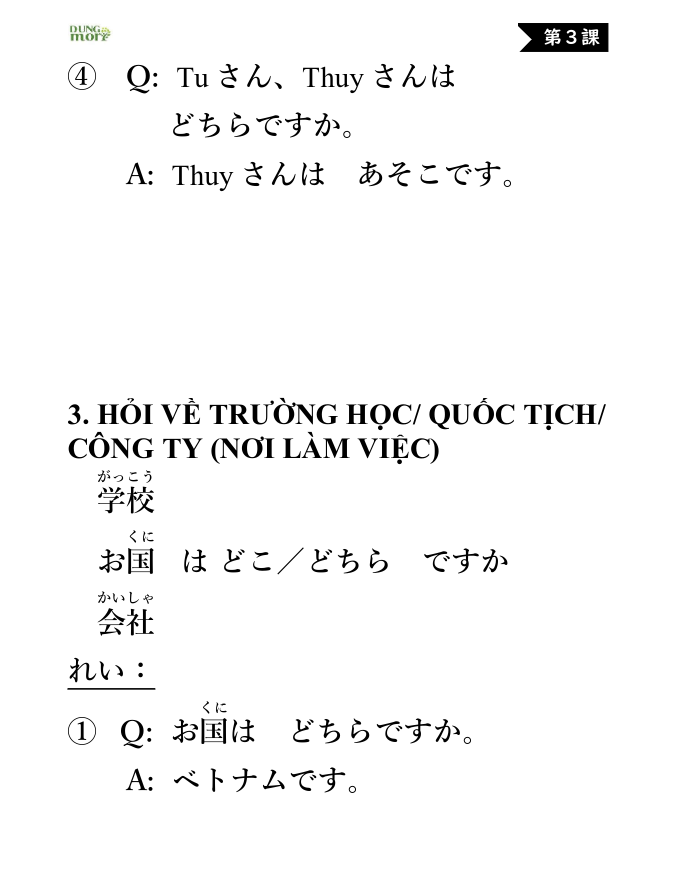 DUNG
mori
第３課
④ Q: Tu さん、Thuy さんは
どちらですか。
A: Thuy さんは　あそこです。
3. HỎI VỀ TRƯỜNG HỌC/ QUỐC TỊCH/
CÔNG TY (NƠI LÀM VIỆC)
がっこう
学校
くに
お国　は どこ／どちら　ですか
かいしゃ
会社
れい：
くに
① Q: お国は　どちらですか。
A: ベトナムです。